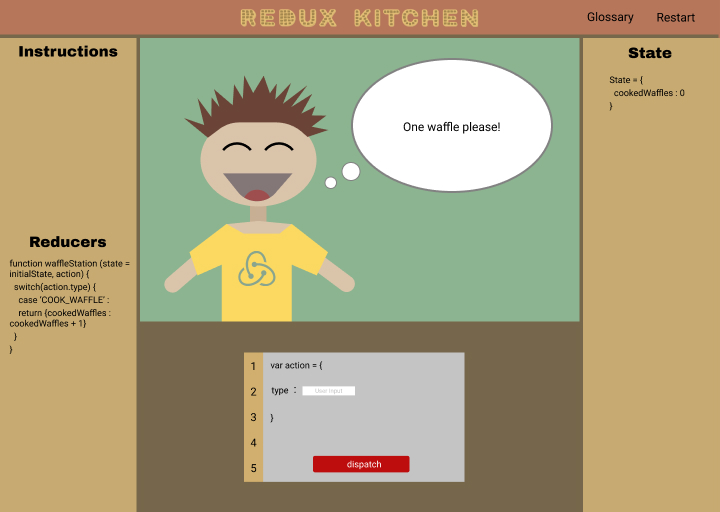 REDUX KITCHEN
Glossary
Restart
Instructions
State
State = {
cookedWaffles : 0
}
One waffle please!
Reducers
function waffleStation (state =
initialState, action) {
switch(action.type) {
case ‘COOK_WAFFLE’ :
return {cookedWaffles :
cookedWaffles + 1}
}
}
1 var action = {
2 type : User Input
3 }
4
5
dispatch